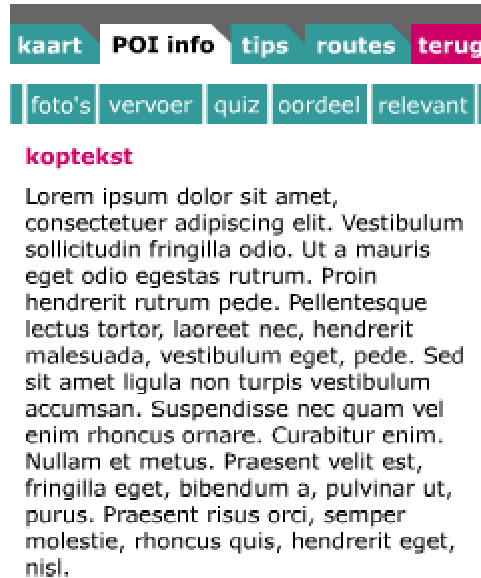 kaart POI info tips routes terug
foto's vervoer quiz oordeel relevant
koptekst
Lorem ipsum dolor sit amet,
consectetuer adipiscing elit. Vestibulum
sollicitudin fringilla odio. Ut a mauris
eget odio egestas rutrum. Proin
hendrerit rutrum pede. Pellentesque
lectus tortor, laoreet nec, hendrerit
malesuada, vestibulum eget, pede. Sed
sit amet ligula non turpis vestibulum
accumsan. Suspendisse nec quam vel
enim rhoncus ornare. Curabitur enim.
Nullam et metus. Praesent velit est,
fringilla eget, bibendum a, pulvinar ut,
purus. Praesent risus orci, semper
molestie, rhoncus quis, hendrerit eget,
nisl.